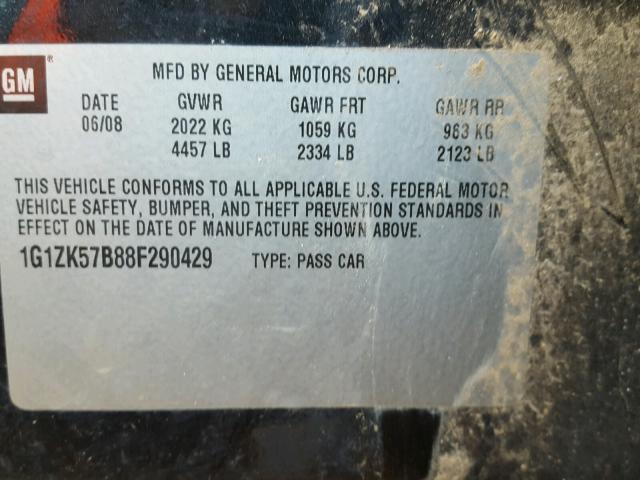 GM ®
MFD BY GENERAL MOTORS CORP.
DATE GVWR GAWR FRT GAWR RR
06/08 2022 KG 1059 KG 963 KG
4457 LB 2334 LB 2123 LB
THIS VEHICLE CONFORMS TO ALL APPLICABLE U.S. FEDERAL MOTOR
VEHICLE SAFETY, BUMPER, AND THEFT PREVENTION STANDARDS IN
EFFECT ON THE DATE OF MANUFACTURE SHOWN ABOVE.
1G1ZK57B88F290429 TYPE: PASS CAR